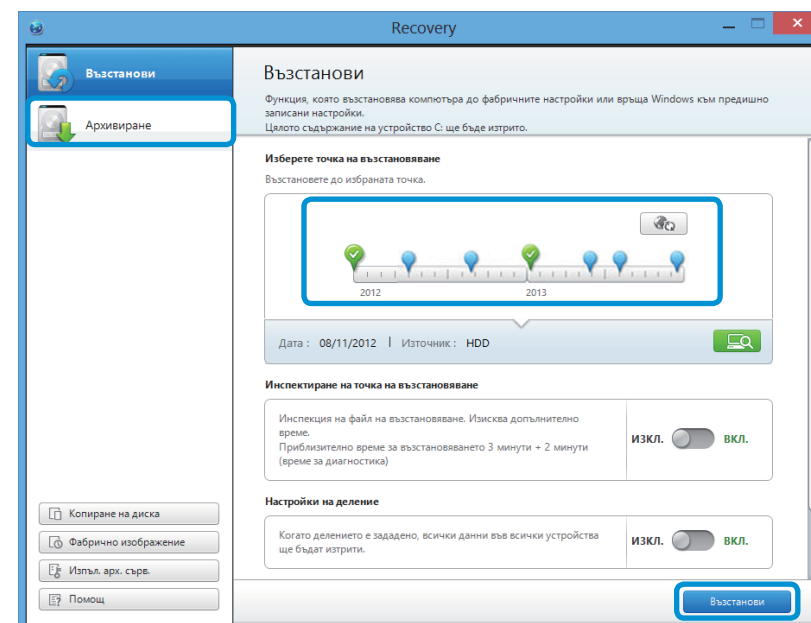 Recovery
Възстанови
Архивиране
Възстанови
Функция, която възстановява компютъра до фабричните настройки или връща Windows към предишно
записани настройки.
Цялото съдържание на устройство C: ще бъде изтрито.
Изберете точка на възстановяване
Възстановете до избраната точка.
2012
2013
Дата : 08/11/2012 | Източник : HDD
Инспектиране на точка на възстановяване
Инспекция на файл на възстановяване. Изисква допълнително
време.
Приблизително време за възстановяването 3 минути + 2 минути
(време за диагностика)
ИЗКЛ. ВКЛ.
Настройки на деление
Когато делението е зададено, всички данни във всички устройства
ще бъдат изтрити.
ИЗКЛ. ВКЛ.
Копиране на диска
Фабрично изображение
Изпъл. арх. сърв.
Помощ
Възстанови